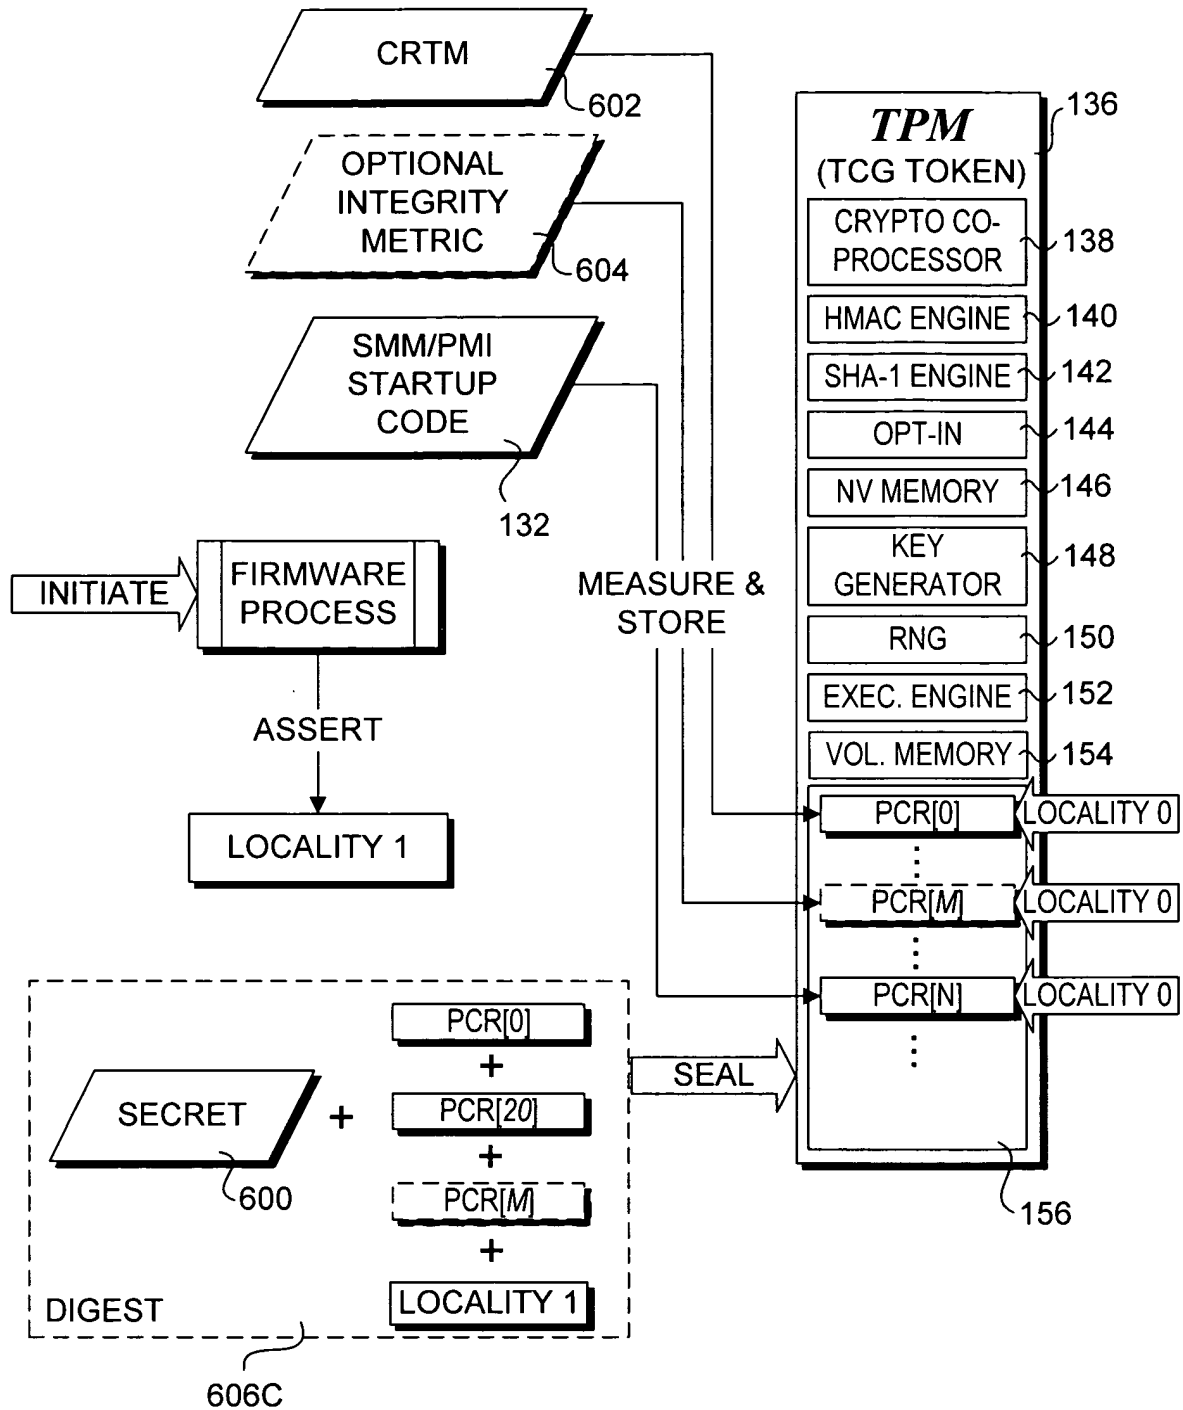 CRTM
602
OPTIONAL
INTEGRITY
METRIC
604
SMM/PMI
STARTUP
CODE
132
INITIATE
FIRMWARE
PROCESS
ASSERT
LOCALITY 1
MEASURE &
STORE
TPM
(TCG TOKEN)
136
CRYPTO CO-
PROCESSOR
138
HMAC ENGINE
140
SHA-1 ENGINE
142
OPT-IN
144
NV MEMORY
146
KEY
GENERATOR
148
RNG
150
EXEC. ENGINE
152
VOL. MEMORY
154
PCR[0]
LOCALITY 0
PCR[M]
LOCALITY 0
PCR[N]
LOCALITY 0
156
SECRET
600
+
PCR[0]
+
PCR[20]
+
PCR[M]
+
LOCALITY 1
DIGEST
606C
SEAL